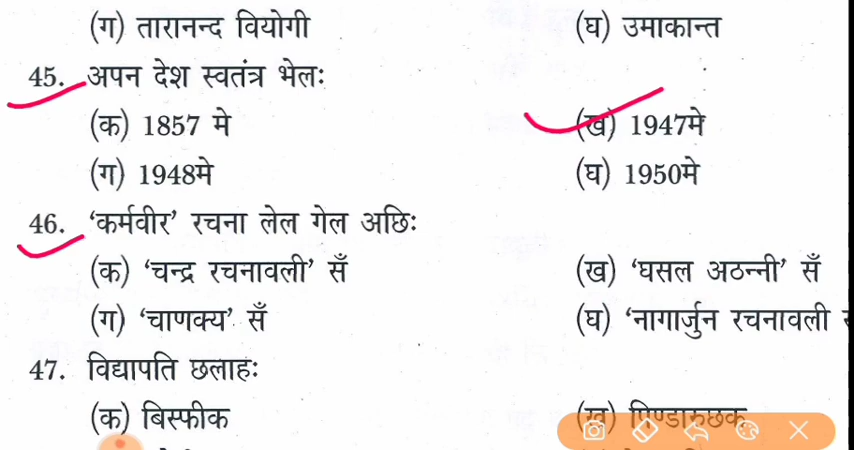 (ग) तारानन्द वियोगी (घ) उमाकान्त
45. अपन देश स्वतंत्र भेलः
(क) 1857 मे (ख) 1947मे
(ग) 1948मे (घ) 1950मे
46. ‘कर्मवीर’ रचना लेल गेल अछिः
(क) ‘चन्द्र रचनावली’ सँ (ख) ‘घसल अठन्नी’ सँ
(ग) ‘चाणक्य’ सँ (घ) ‘नागार्जुन रचनावली
47. विद्यापति छलाहः
(क) बिस्फीक (ख) पिण्डारुछक